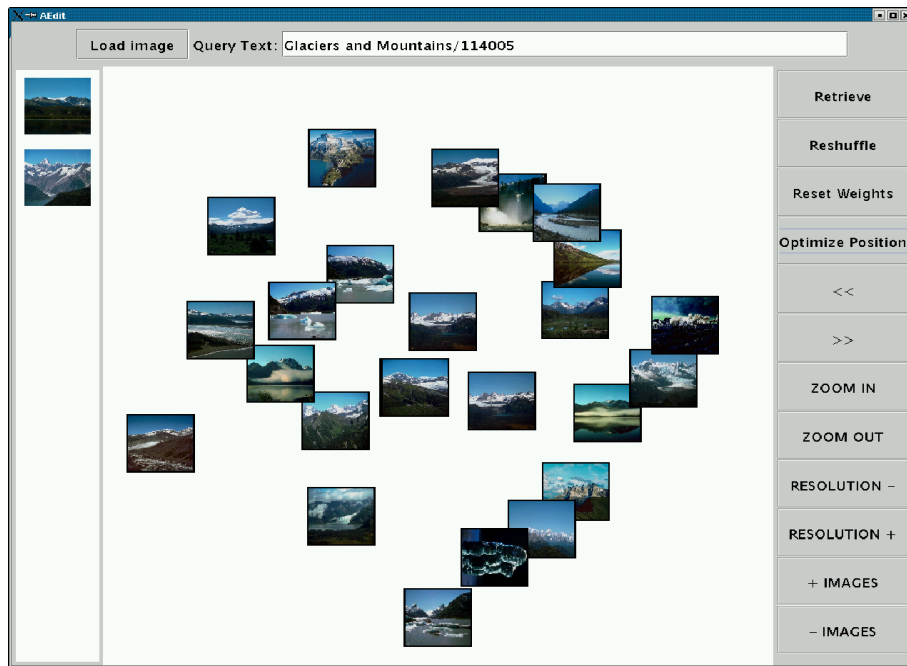 AEdit
Load image
Query Text: Glaciers and Mountains/114005
Retrieve
Reshuffle
Reset Weights
Optimize Position
<<
>>
ZOOM IN
ZOOM OUT
RESOLUTION -
RESOLUTION +
+ IMAGES
- IMAGES